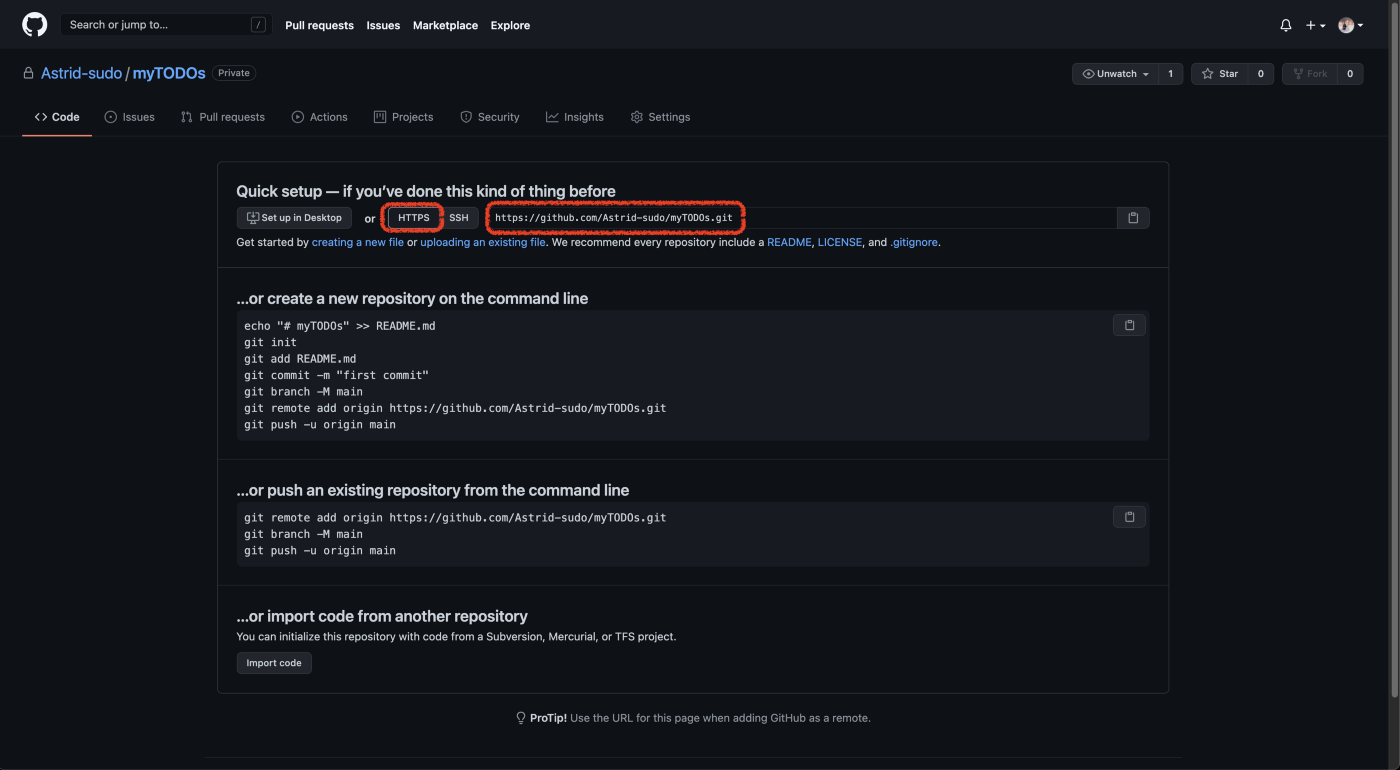 Search or jump to... /
Pull requests Issues Marketplace Explore
Astrid-sudo / myTODOs Private
Unwatch 1 Star 0 Fork 0
Code Issues Pull requests Actions Projects Security Insights Settings
Quick setup — if you've done this kind of thing before
Set up in Desktop or HTTPS SSH https://github.com/Astrid-sudo/myTODOs.git
Get started by creating a new file or uploading an existing file. We recommend every repository include a README, LICENSE, and .gitignore.
...or create a new repository on the command line
echo "# myTODOs" >> README.md
git init
git add README.md
git commit -m "first commit"
git branch -M main
git remote add origin https://github.com/Astrid-sudo/myTODOs.git
git push -u origin main
...or push an existing repository from the command line
git remote add origin https://github.com/Astrid-sudo/myTODOs.git
git branch -M main
git push -u origin main
...or import code from another repository
You can initialize this repository with code from a Subversion, Mercurial, or TFS project.
Import code
ProTip! Use the URL for this page when adding GitHub as a remote.